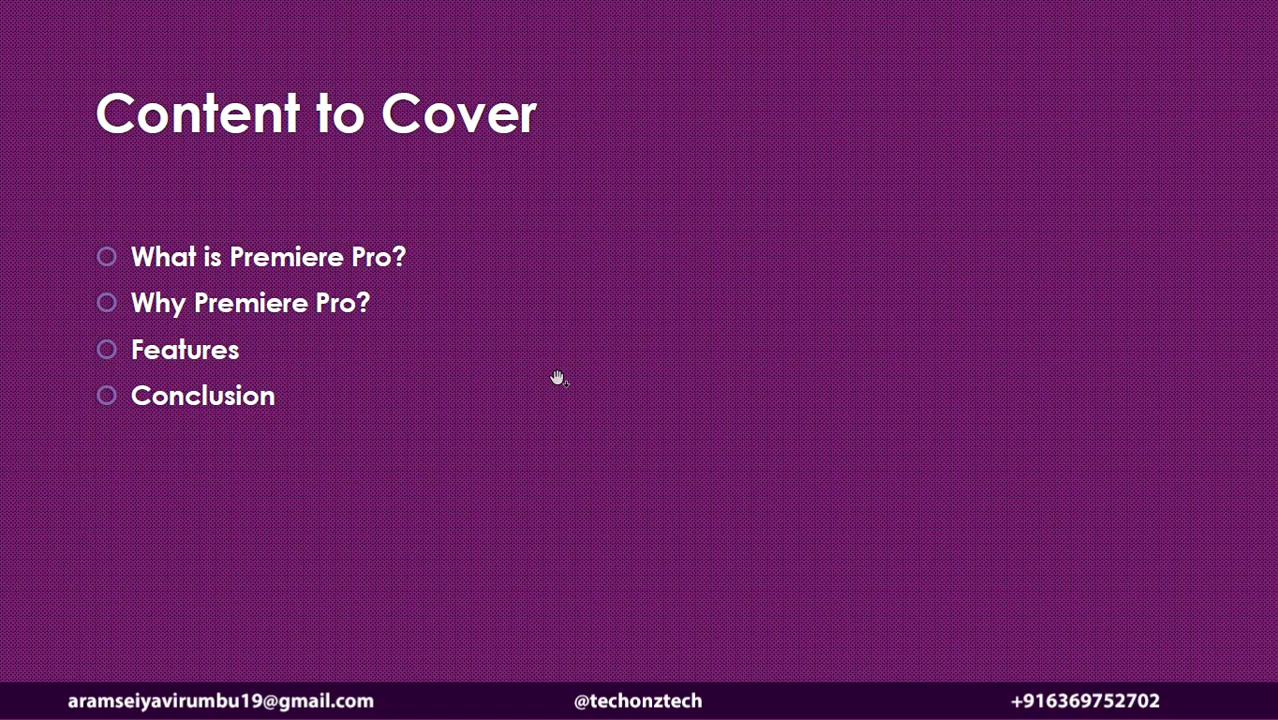 Content to Cover
What is Premiere Pro?
Why Premiere Pro?
Features
Conclusion
aramseiyavirumbu19@gmail.com @techonztech +916369752702